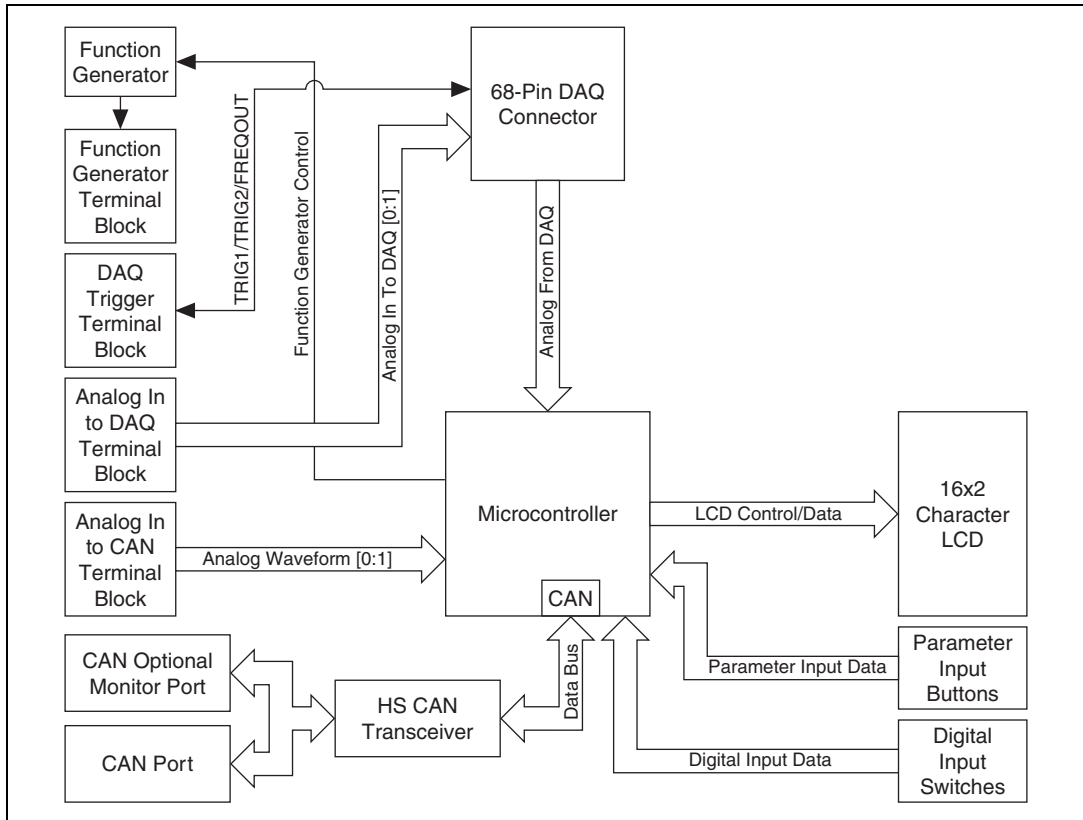 Function
Generator
Function
Generator
Terminal
Block
DAQ
Trigger
Terminal
Block
Analog In
to DAQ
Terminal
Block
Analog In
to CAN
Terminal
Block
TRIG1/TRIG2/FREQOUT
Function Generator Control
Analog In To DAQ [0:1]
68-Pin DAQ
Connector
Analog From DAQ
Microcontroller
CAN
LCD Control/Data
16x2
Character
LCD
Analog Waveform [0:1]
CAN Optional
Monitor Port
CAN Port
HS CAN
Transceiver
Data Bus
Parameter Input Data
Parameter
Input
Buttons
Digital Input Data
Digital
Input
Switches